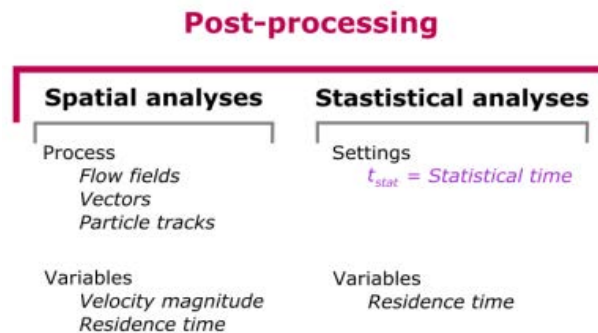 Post-processing
Spatial analyses
Process
Flow fields
Vectors
Particle tracks
Variables
Velocity magnitude
Residence time
Stastistical analyses
Settings
t_stat = Statistical time
Variables
Residence time